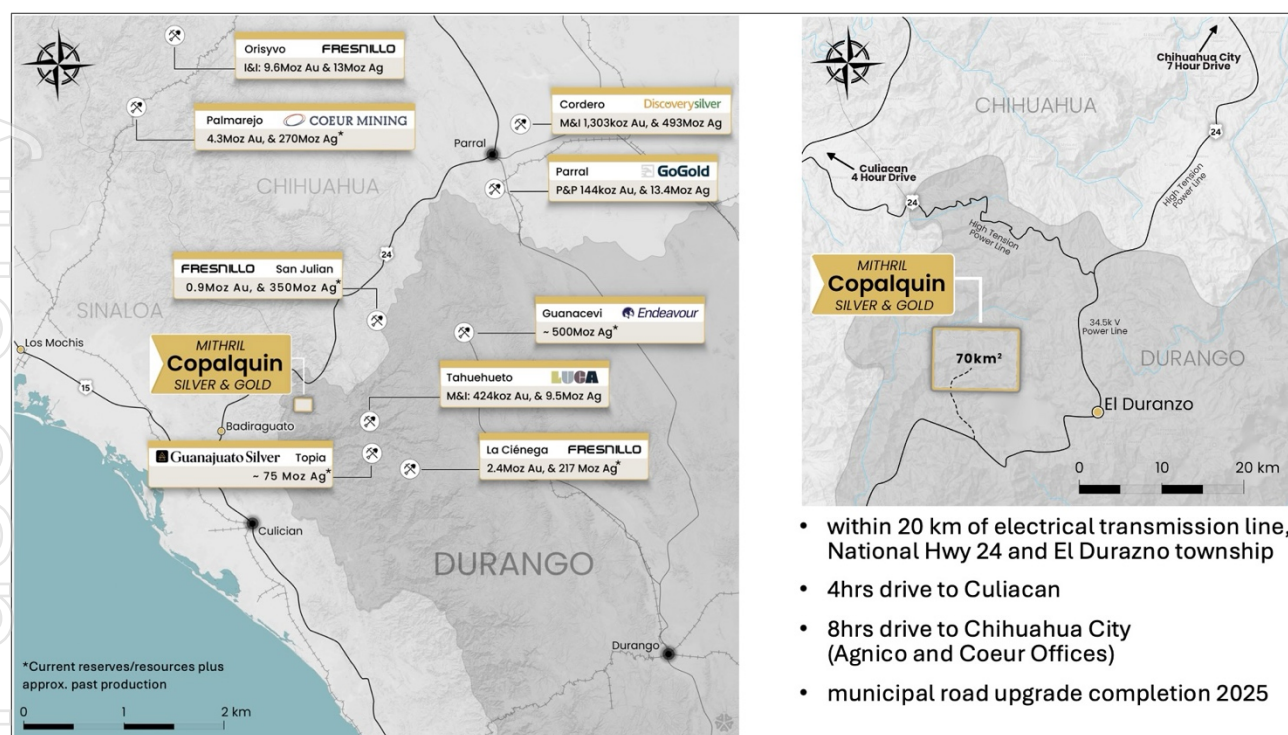 Orisyvo FRESNILLO
I&I: 9.6Moz Au & 13Moz Ag
Palmarejo COEUR MINING
4.3Moz Au, & 270Moz Ag*
Cordero Discoverysilver
M&I 1,303koz Au, & 493Moz Ag
Parral
Parral GoGold
P&P 144koz Au, & 13.4Moz Ag
CHIHUAHUA
24
FRESNILLO San Julian
0.9Moz Au, & 350Moz Ag*
SINALOA
Guanacevi Endeavour
~ 500Moz Ag*
Los Mochis
MITHRIL
Copalquin
SILVER & GOLD
15
Tahuehueto LUCA
M&I: 424koz Au, & 9.5Moz Ag
Badiraguato
Guanajuato Silver Topia
~ 75 Moz Ag*
La Ciénega FRESNILLO
2.4Moz Au, & 217 Moz Ag*
Culician
DURANGO
Durango
*Current reserves/resources plus
approx. past production
0 1 2 km
Chihuahua City
7 Hour Drive
CHIHUAHUA
24
Culiacan
4 Hour Drive
24
High Tension
Power Line
High Tension
Power Line
MITHRIL
Copalquin
SILVER & GOLD
34.5k V
Power Line
70km²
DURANGO
El Duranzo
0 10 20 km
• within 20 km of electrical transmission line,
National Hwy 24 and El Durazno township
• 4hrs drive to Culiacan
• 8hrs drive to Chihuahua City
(Agnico and Coeur Offices)
• municipal road upgrade completion 2025